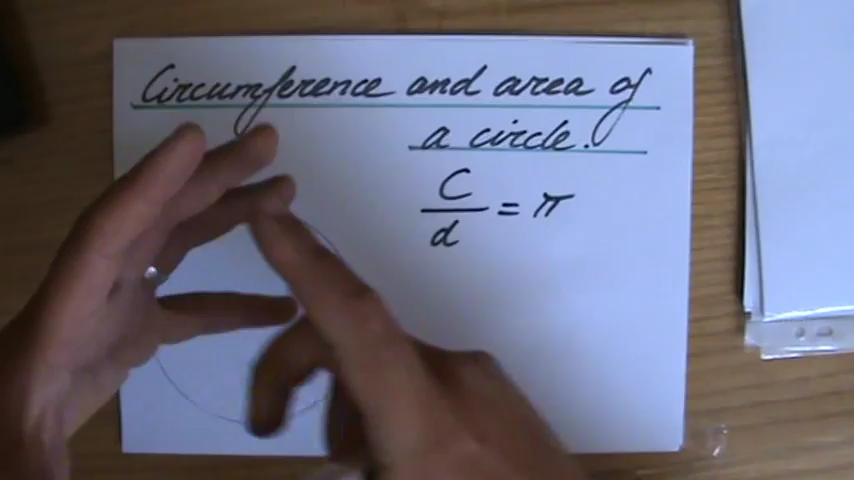 Circumference and area of
a circle.
C
d
= π